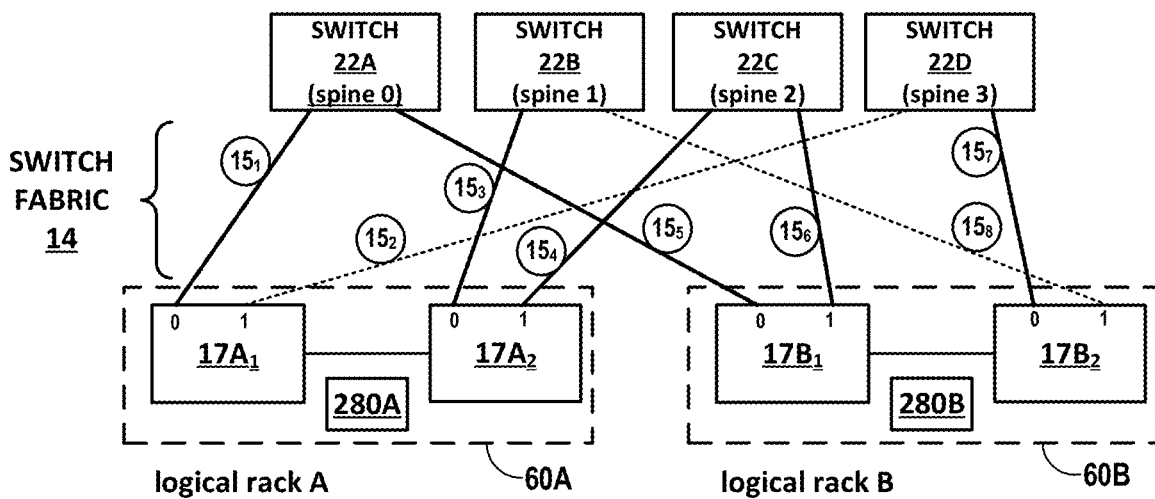 SWITCH
22A
(spine 0)
SWITCH
22B
(spine 1)
SWITCH
22C
(spine 2)
SWITCH
22D
(spine 3)
SWITCH
FABRIC
14
15₁
15₂
15₃
15₄
15₅
15₆
15₇
15₈
0 1
17A₁
0 1
17A₂
280A
0 1
17B₁
0 1
17B₂
280B
logical rack A
60A
logical rack B
60B